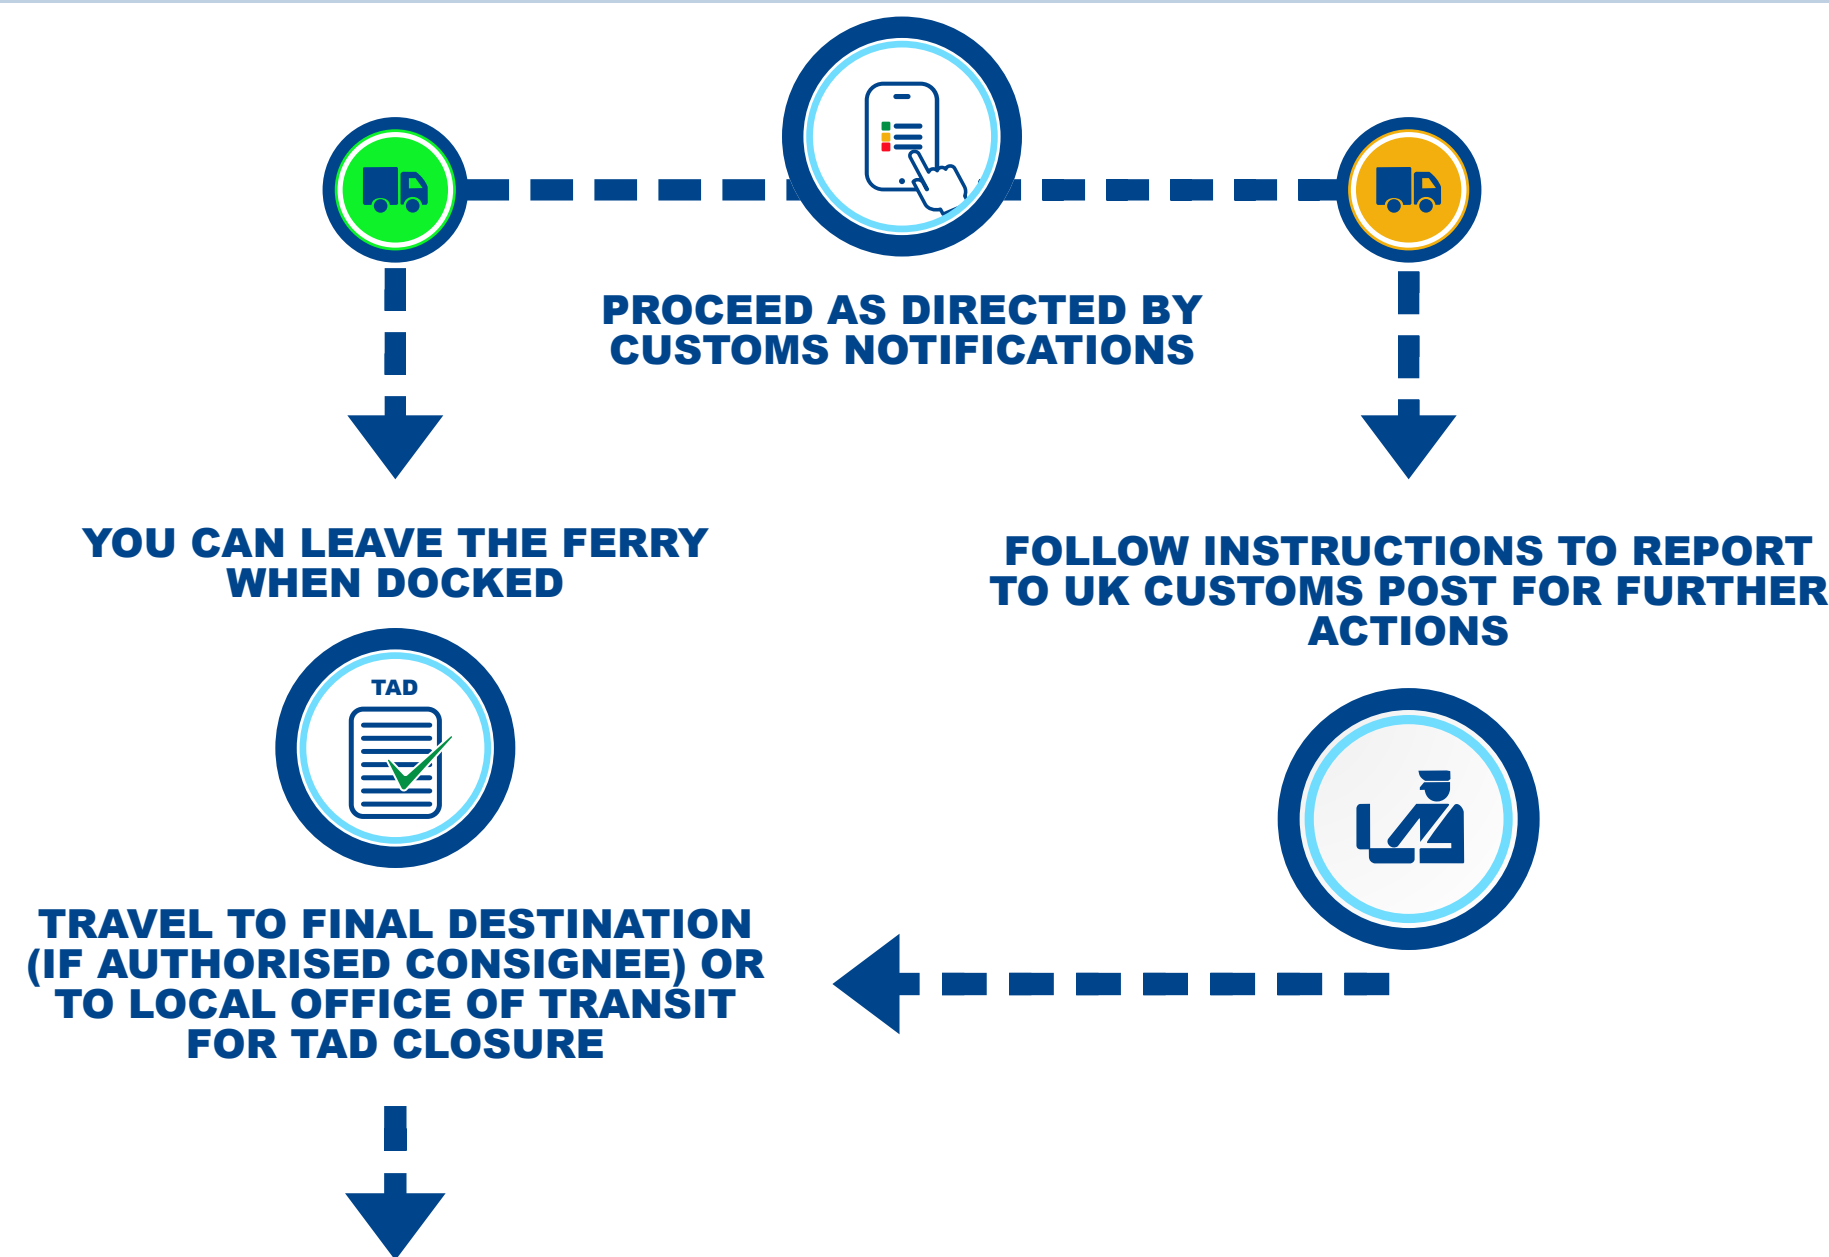 PROCEED AS DIRECTED BY
CUSTOMS NOTIFICATIONS
YOU CAN LEAVE THE FERRY
WHEN DOCKED
FOLLOW INSTRUCTIONS TO REPORT
TO UK CUSTOMS POST FOR FURTHER
ACTIONS
TAD
TRAVEL TO FINAL DESTINATION
(IF AUTHORISED CONSIGNEE) OR
TO LOCAL OFFICE OF TRANSIT
FOR TAD CLOSURE